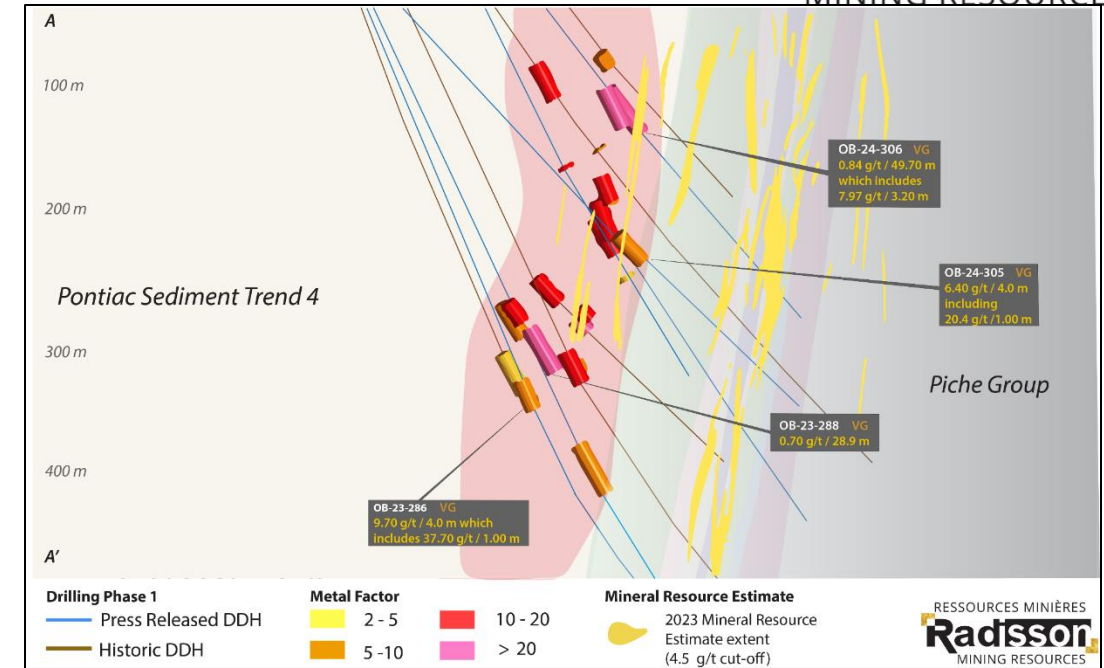 MINING RESOURCE
A
100 m
200 m
300 m
400 m
A'
Pontiac Sediment Trend 4
Piche Group
OB-24-306 VG
0.84 g/t / 49.70 m
which includes
7.97 g/t / 3.20 m
OB-24-305 VG
6.40 g/t / 4.0 m
including
20.4 g/t /1.00 m
OB-23-288 VG
0.70 g/t / 28.9 m
OB-23-286 VG
9.70 g/t / 4.0 m which
includes 37.70 g/t / 1.00 m
Drilling Phase 1
Press Released DDH
Historic DDH
Metal Factor
2 - 5
5 -10
10 - 20
> 20
Mineral Resource Estimate
2023 Mineral Resource
Estimate extent
(4.5 g/t cut-off)
RESSOURCES MINIÈRES
Radisson
MINING RESOURCES